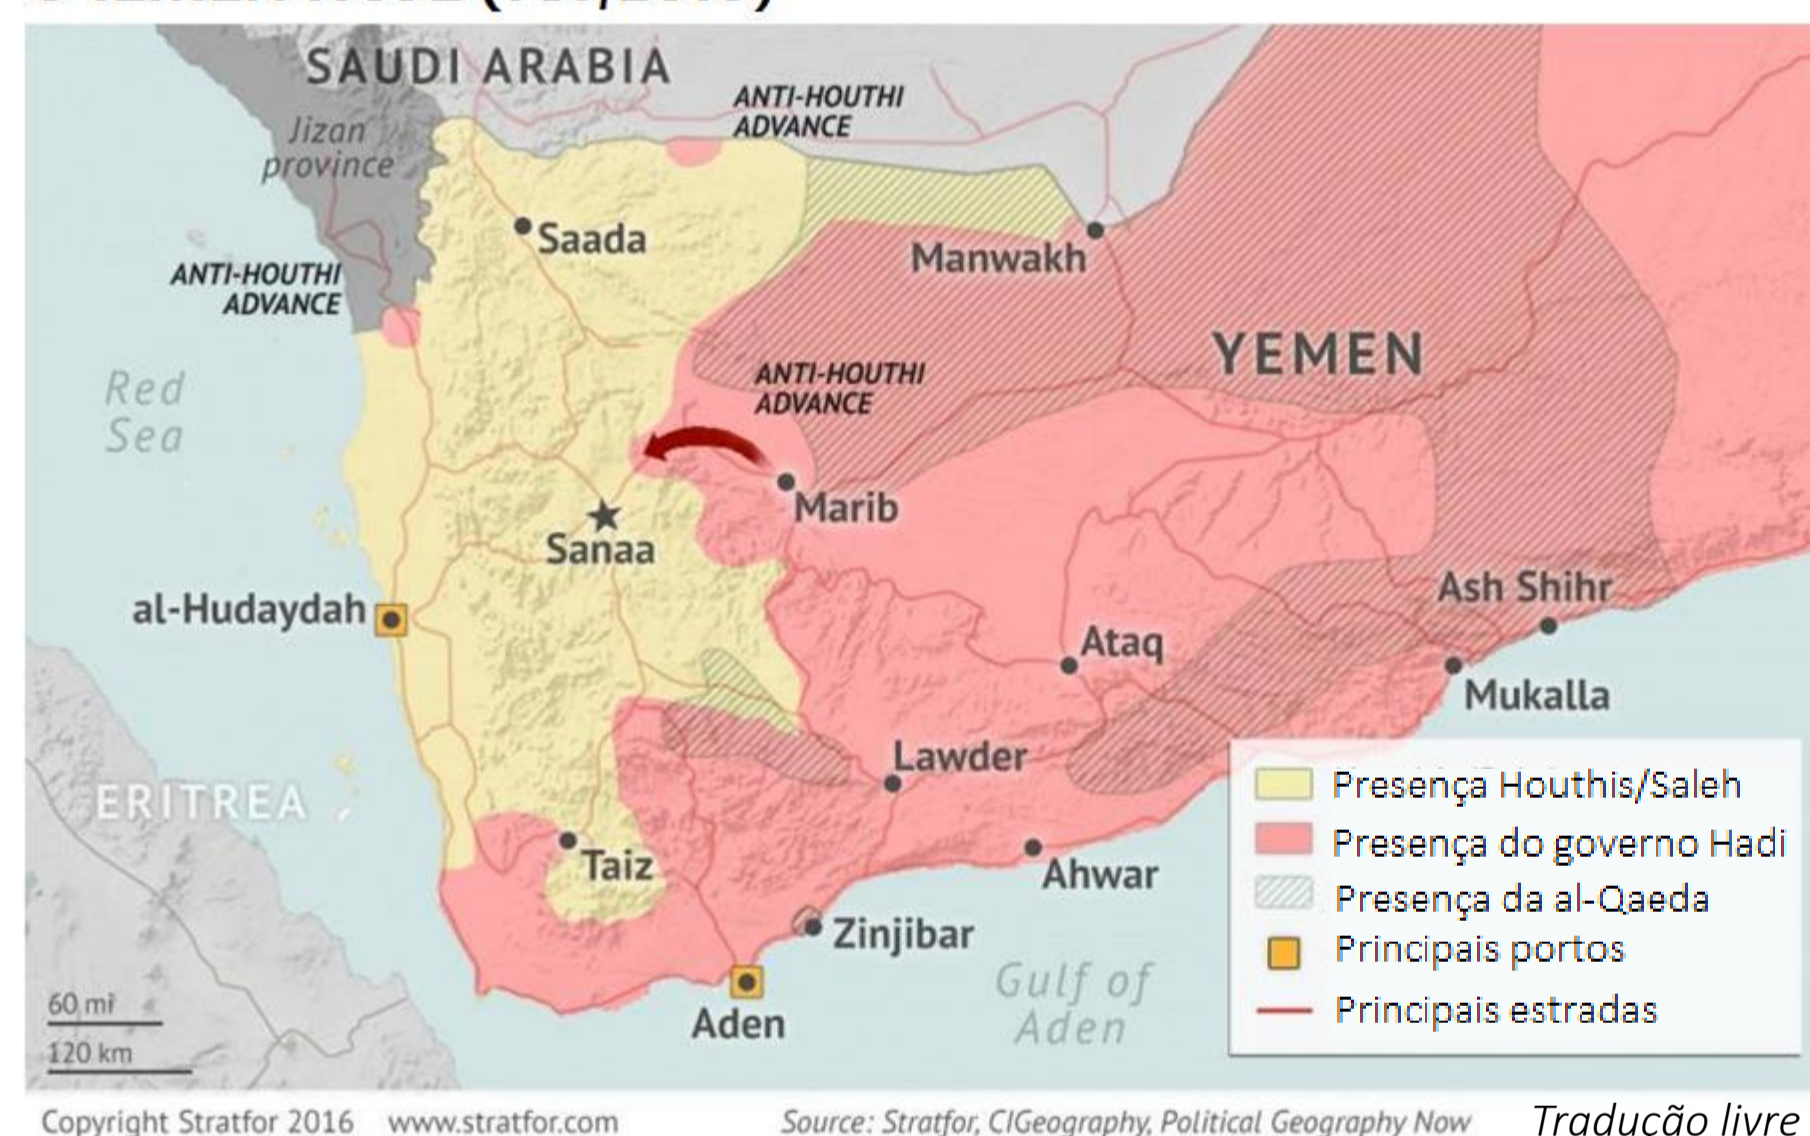 SAUDI ARABIA
ANTI-HOUTHI
ADVANCE
Jizan
province
Saada
Manwakh
ANTI-HOUTHI
ADVANCE
YEMEN
Red
Sea
ANTI-HOUTHI
ADVANCE
Marib
Sanaa
al-Hudaydah
Ash Shihr
Ataq
Mukalla
Lawder
ERITREA
Taiz
Ahwar
Zinjibar
Gulf of
Aden
Aden
Presença Houthis/Saleh
Presença do governo Hadi
Presença da al-Qaeda
Principais portos
Principais estradas
60 mi
120 km
Copyright Stratfor 2016 www.stratfor.com
Source: Stratfor, CIGeography, Political Geography Now
Tradução livre